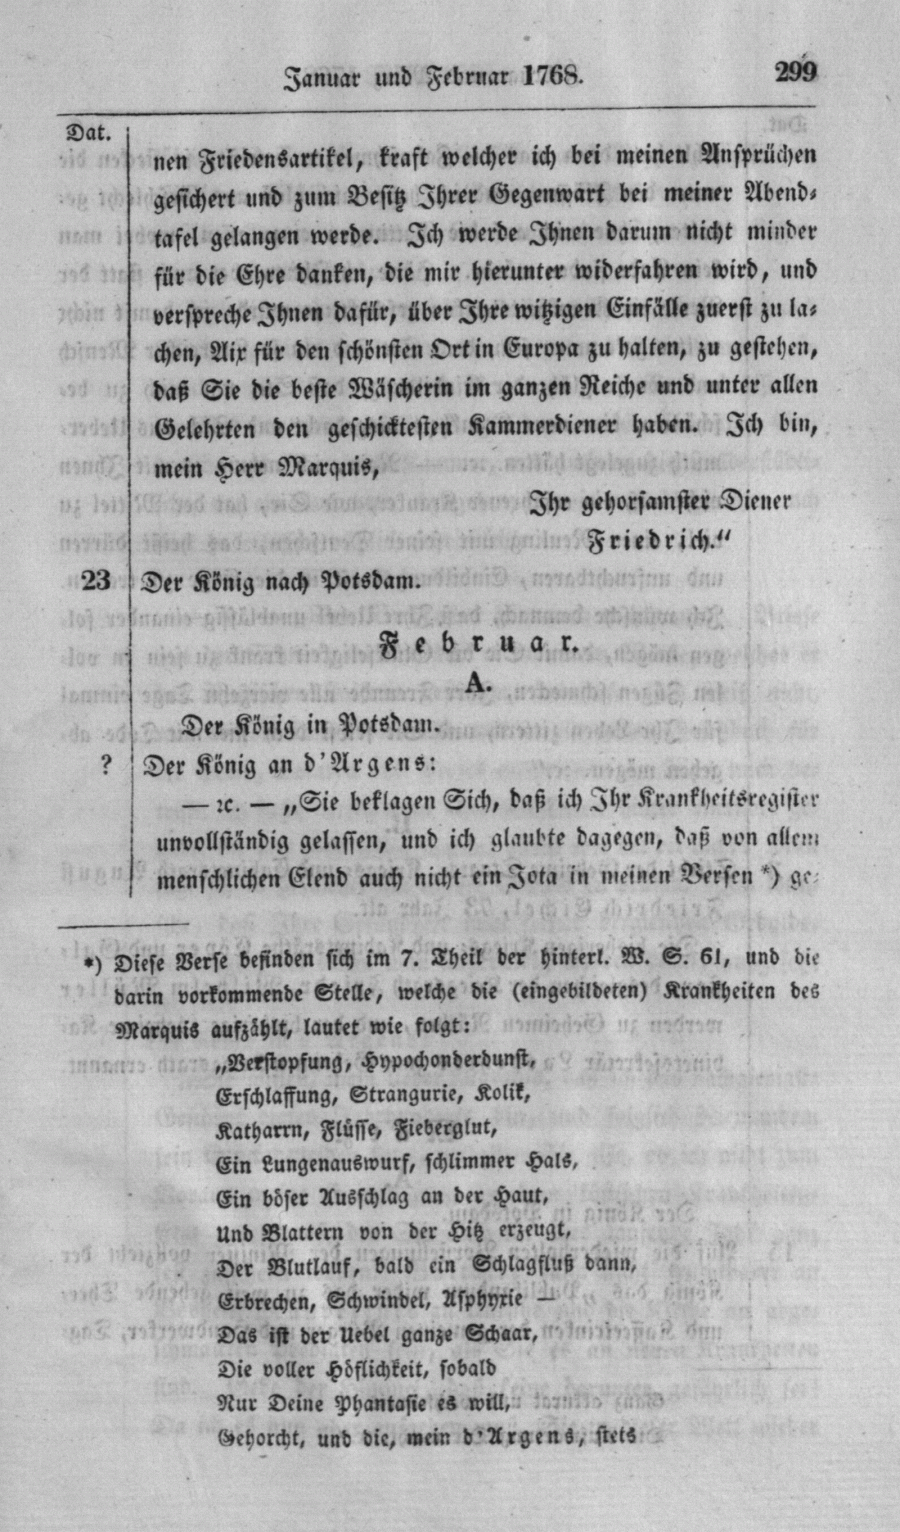 Januar und Februar 1768. 299
Dat.
nen Friedensartikel, kraft welcher ich bei meinen Ansprüchen
gesichert und zum Besitz Ihrer Gegenwart bei meiner Abend-
tafel gelangen werde. Ich werde Ihnen darum nicht minder
für die Ehre danken, die mir hierunter widerfahren wird, und
verspreche Ihnen dafür, über Ihre witzigen Einfälle zuerst zu la-
chen, Aix für den schönsten Ort in Europa zu halten, zu gestehen,
daß Sie die beste Wäscherin im ganzen Reiche und unter allen
Gelehrten den geschicktesten Kammerdiener haben. Ich bin,
mein Herr Marquis,
Ihr gehorsamster Diener
Friedrich.“
23 Der König nach Potsdam.
Februar.
A.
Der König in Potsdam.
? Der König an d'Argens:
— ꝛc. — „Sie beklagen Sich, daß ich Ihr Krankheitsregister
unvollständig gelassen, und ich glaubte dagegen, daß von allem
menschlichen Elend auch nicht ein Jota in meinen Versen *) ge-
*) Diese Verse befinden sich im 7. Theil der hinterl. W. S. 61, und die
darin vorkommende Stelle, welche die (eingebildeten) Krankheiten des
Marquis aufzählt, lautet wie folgt:
„Verstopfung, Hypochonderdunst,
Erschlaffung, Strangurie, Kolik,
Katharrn, Flüsse, Fieberglut,
Ein Lungenauswurf, schlimmer Hals,
Ein böser Ausschlag an der Haut,
Und Blattern von der Hitz erzeugt,
Der Blutlauf, bald ein Schlagfluß dann,
Erbrechen, Schwindel, Asphyxie —
Das ist der Uebel ganze Schaar,
Die voller Höflichkeit, sobald
Nur Deine Phantasie es will,
Gehorcht, und die, mein d'Argens, stets